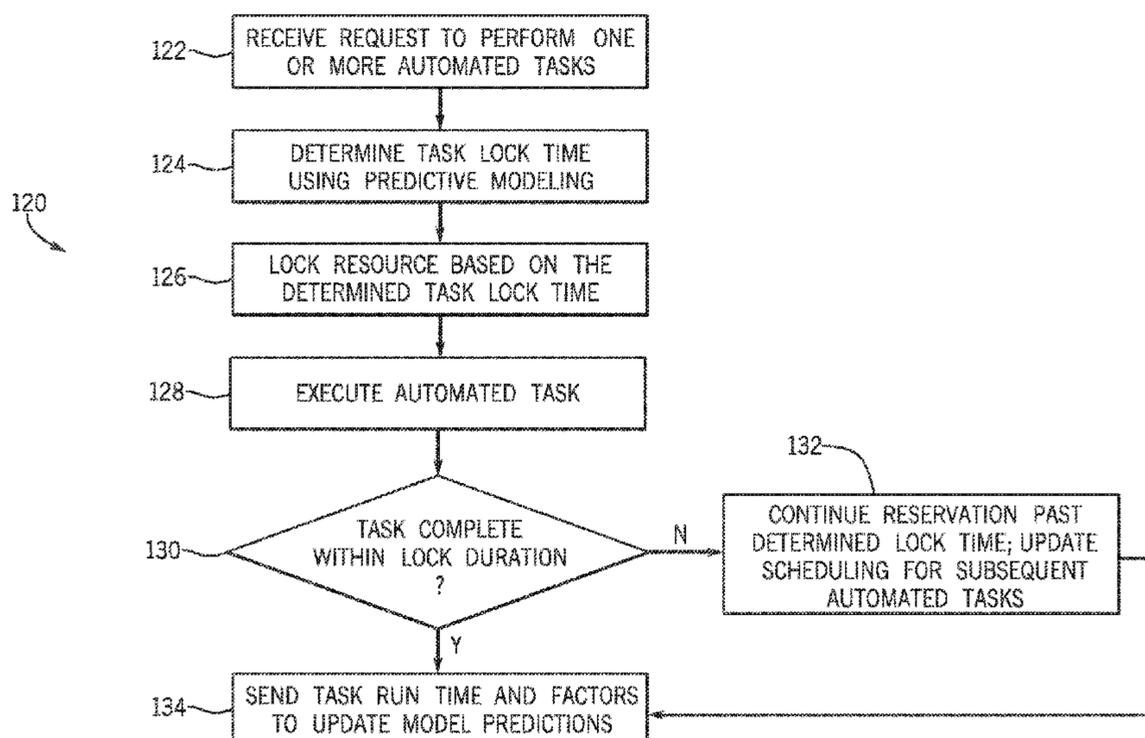 122
RECEIVE REQUEST TO PERFORM ONE
OR MORE AUTOMATED TASKS
124
DETERMINE TASK LOCK TIME
USING PREDICTIVE MODELING
120
126
LOCK RESOURCE BASED ON THE
DETERMINED TASK LOCK TIME
128
EXECUTE AUTOMATED TASK
130
TASK COMPLETE
WITHIN LOCK DURATION
?
N
132
CONTINUE RESERVATION PAST
DETERMINED LOCK TIME; UPDATE
SCHEDULING FOR SUBSEQUENT
AUTOMATED TASKS
Y
134
SEND TASK RUN TIME AND FACTORS
TO UPDATE MODEL PREDICTIONS